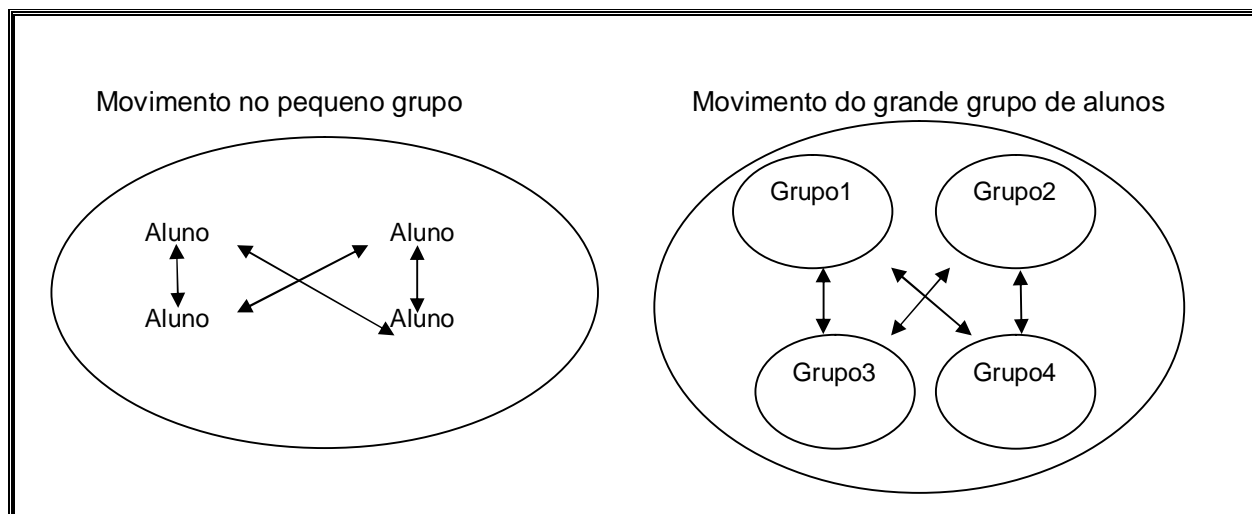 Movimento no pequeno grupo
Aluno Aluno
Aluno Aluno
Movimento do grande grupo de alunos
Grupo1 Grupo2
Grupo3 Grupo4